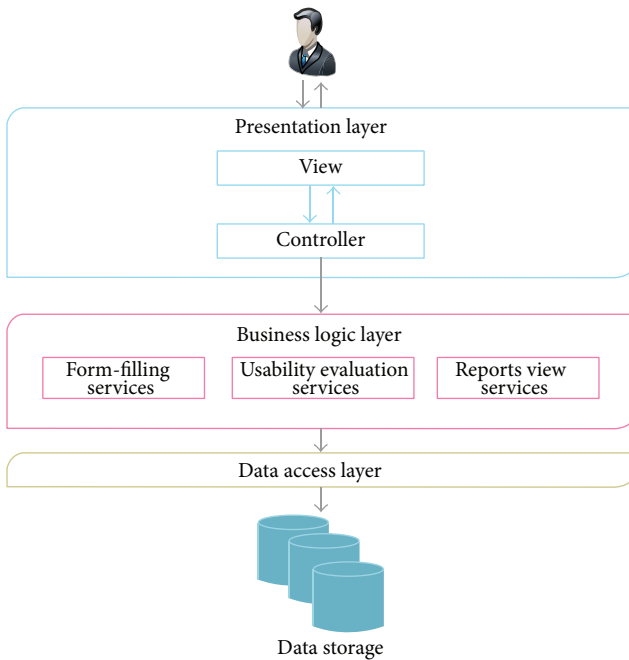 Presentation layer
View
Controller
Business logic layer
Form-filling
services
Usability evaluation
services
Reports view
services
Data access layer
Data storage